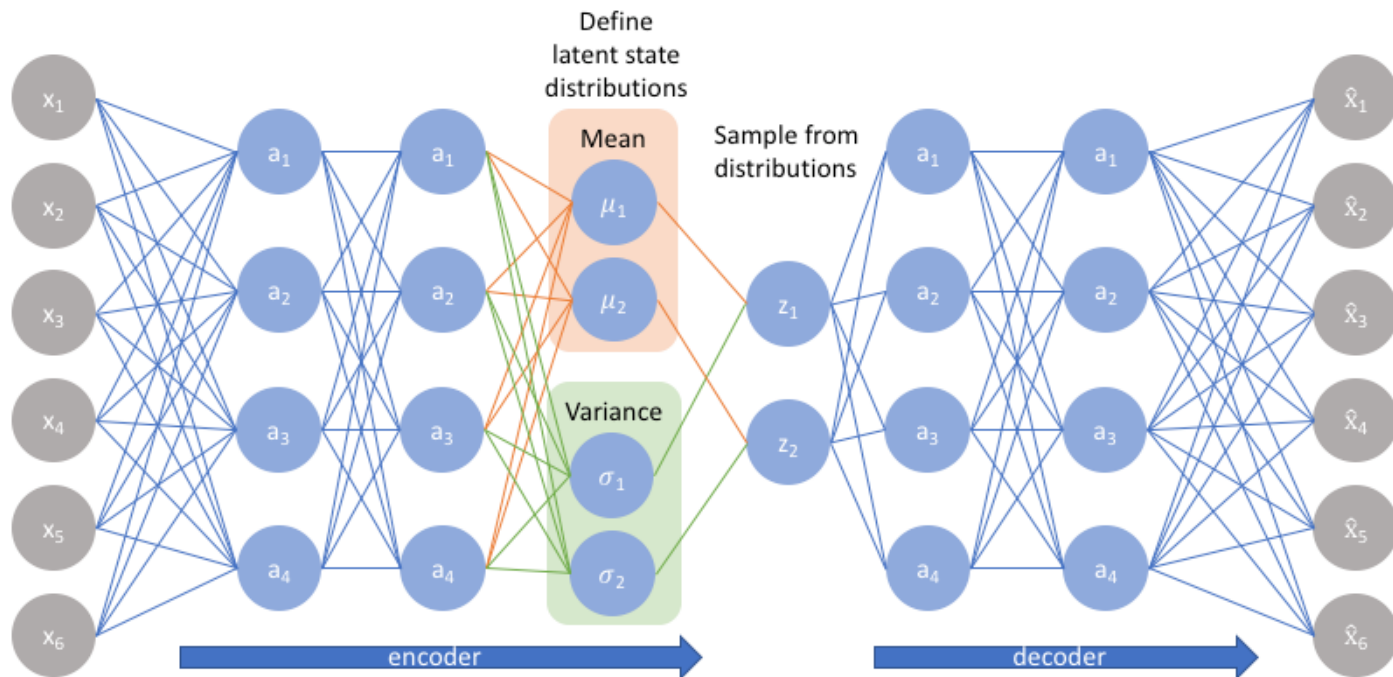 Define
latent state
distributions
Mean
Sample from
distributions
Variance
x₁
x₂
x₃
x₄
x₅
x₆
a₁
a₂
a₃
a₄
a₁
a₂
a₃
a₄
μ₁
μ₂
σ₁
σ₂
z₁
z₂
a₁
a₂
a₃
a₄
a₁
a₂
a₃
a₄
x̂₁
x̂₂
x̂₃
x̂₄
x̂₅
x̂₆
encoder
decoder